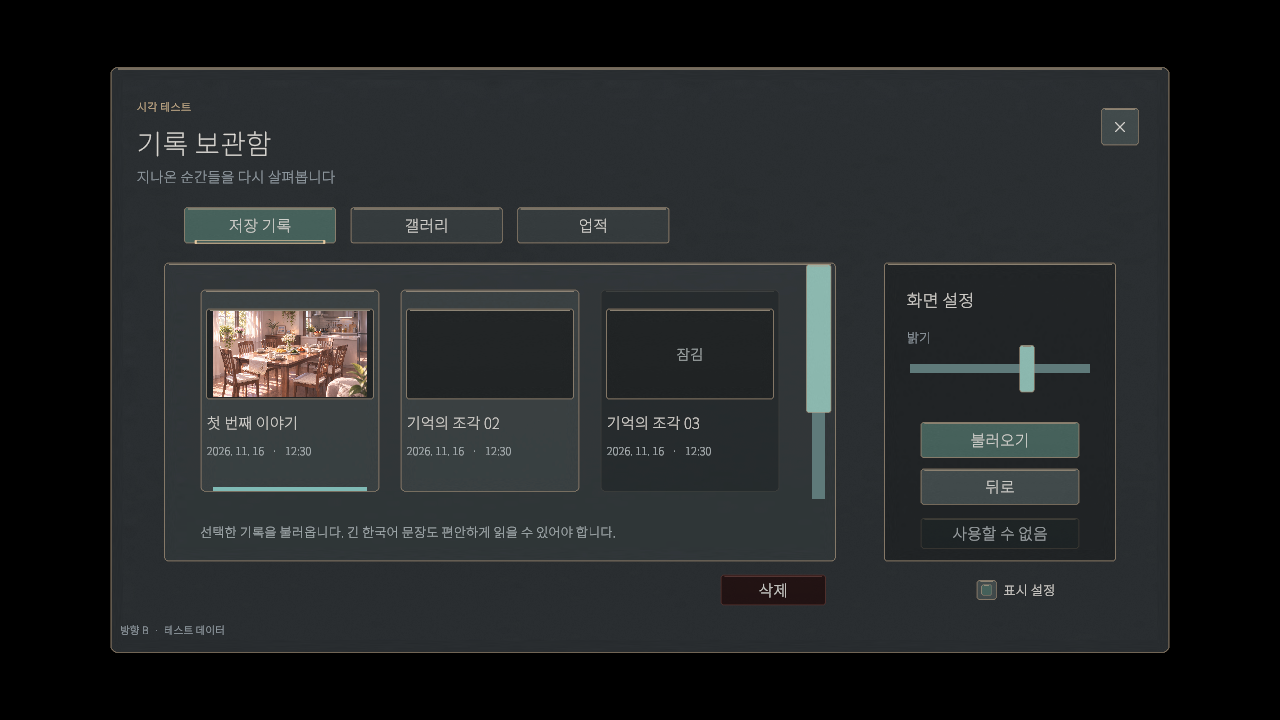 시각 테스트
기록 보관함
지나온 순간들을 다시 살펴봅니다
×
저장 기록
갤러리
업적
잠김
첫 번째 이야기
2026. 11. 16 · 12:30
기억의 조각 02
2026. 11. 16 · 12:30
기억의 조각 03
2026. 11. 16 · 12:30
선택한 기록을 불러옵니다. 긴 한국어 문장도 편안하게 읽을 수 있어야 합니다.
화면 설정
밝기
불러오기
뒤로
사용할 수 없음
삭제
표시 설정
방향 B · 테스트 데이터